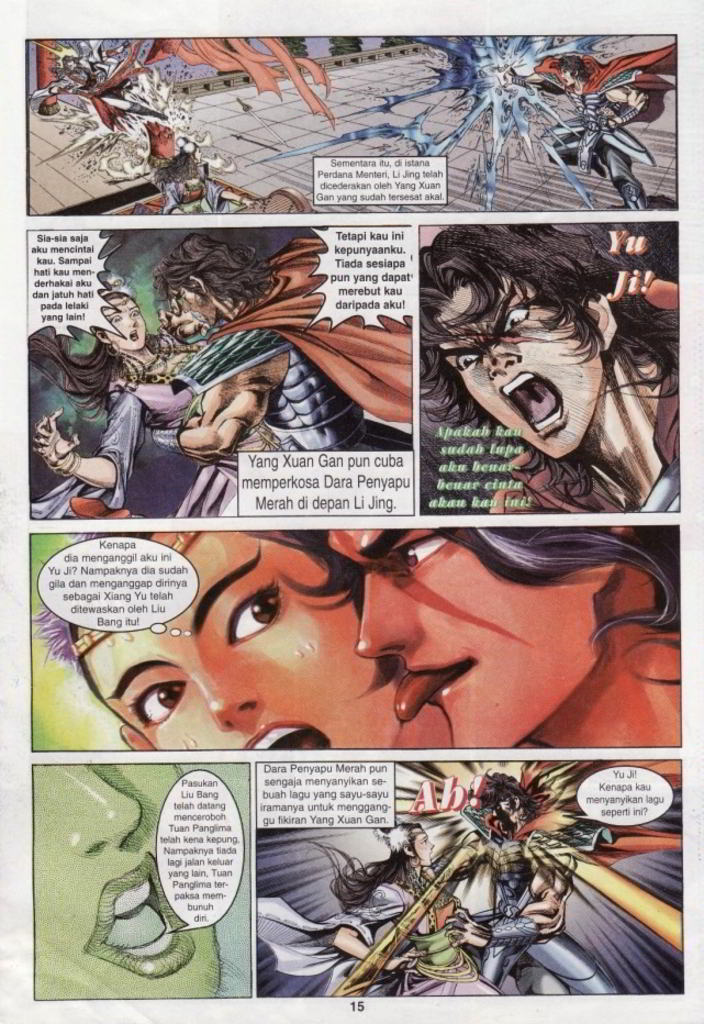 Sementara itu, di istana
Perdana Menteri, Li Jing telah
dicederakan oleh Yang Xuan
Gan yang sudah tersesat akal.
Sia-sia saja
aku mencintai
kau. Sampai
hati kau men-
derhakai aku
dan jatuh hati
pada lelaki
yang lain!
Tetapi kau ini
kepunyaanku.
Tiada sesiapa
pun yang dapat
merebut kau
daripada aku!
Yang Xuan Gan pun cuba
memperkosa Dara Penyapu
Merah di depan Li Jing.
Yu
Ji!
Apakah kau
sudah lupa
aku benar-
benar cinta
akan kau ini!
Kenapa
dia menganggil aku ini
Yu Ji? Nampaknya dia sudah
gila dan menganggap dirinya
sebagai Xiang Yu telah
ditewaskan oleh Liu
Bang itu!
Pasukan
Liu Bang
telah datang
menceroboh
Tuan Panglima
telah kena kepung.
Nampaknya tiada
lagi jalan keluar
yang lain, Tuan
Panglima ter-
paksa mem-
bunuh
diri.
Dara Penyapu Merah pun
sengaja menyanyikan se-
buah lagu yang sayu-sayu
iramanya untuk menggang-
gu fikiran Yang Xuan Gan.
Ah!
Yu Ji!
Kenapa kau
menyanyikan lagu
seperti ini?
15